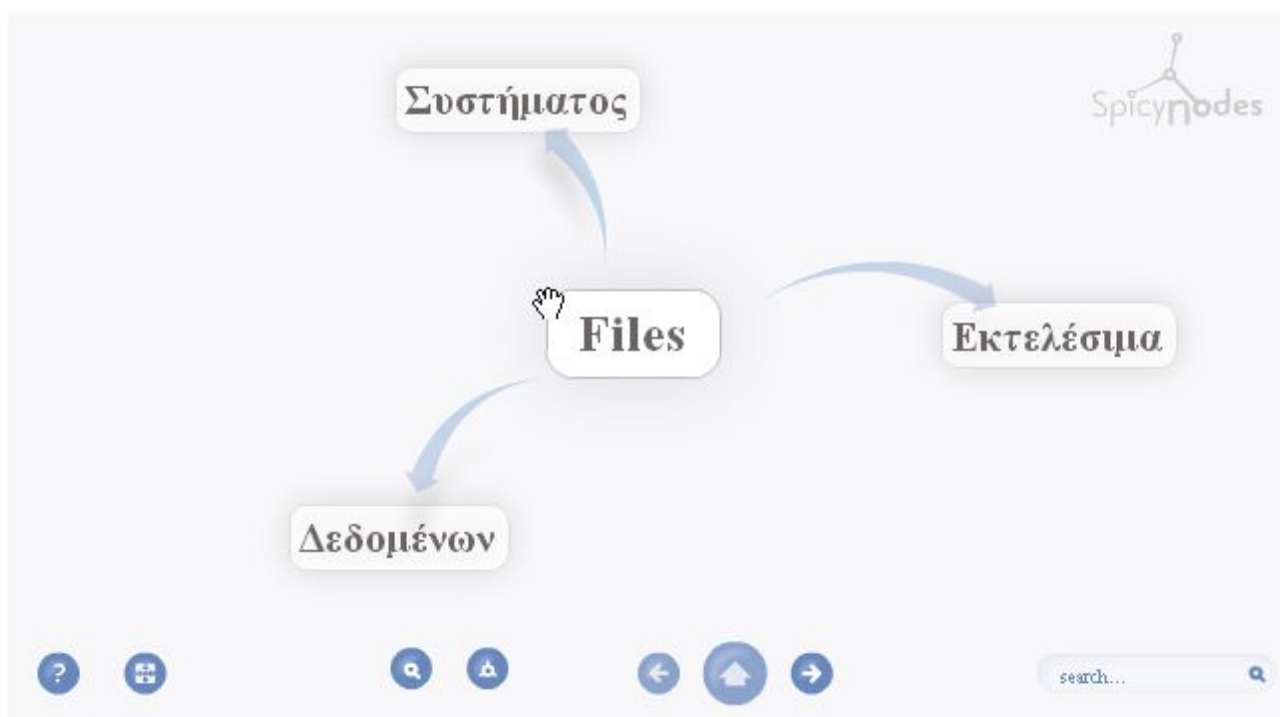 Συστήματος
Spicynodes
Files
Εκτελέσιμα
Δεδομένων
?
search...